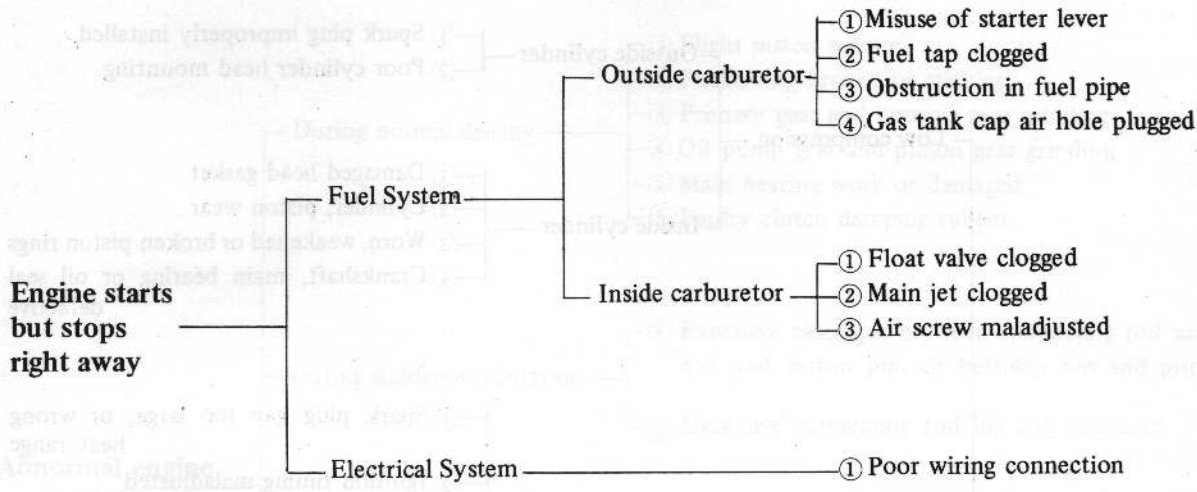 Engine starts
but stops
right away
Fuel System
Outside carburetor
① Misuse of starter lever
② Fuel tap clogged
③ Obstruction in fuel pipe
④ Gas tank cap air hole plugged
Inside carburetor
① Float valve clogged
② Main jet clogged
③ Air screw maladjusted
Electrical System
① Poor wiring connection